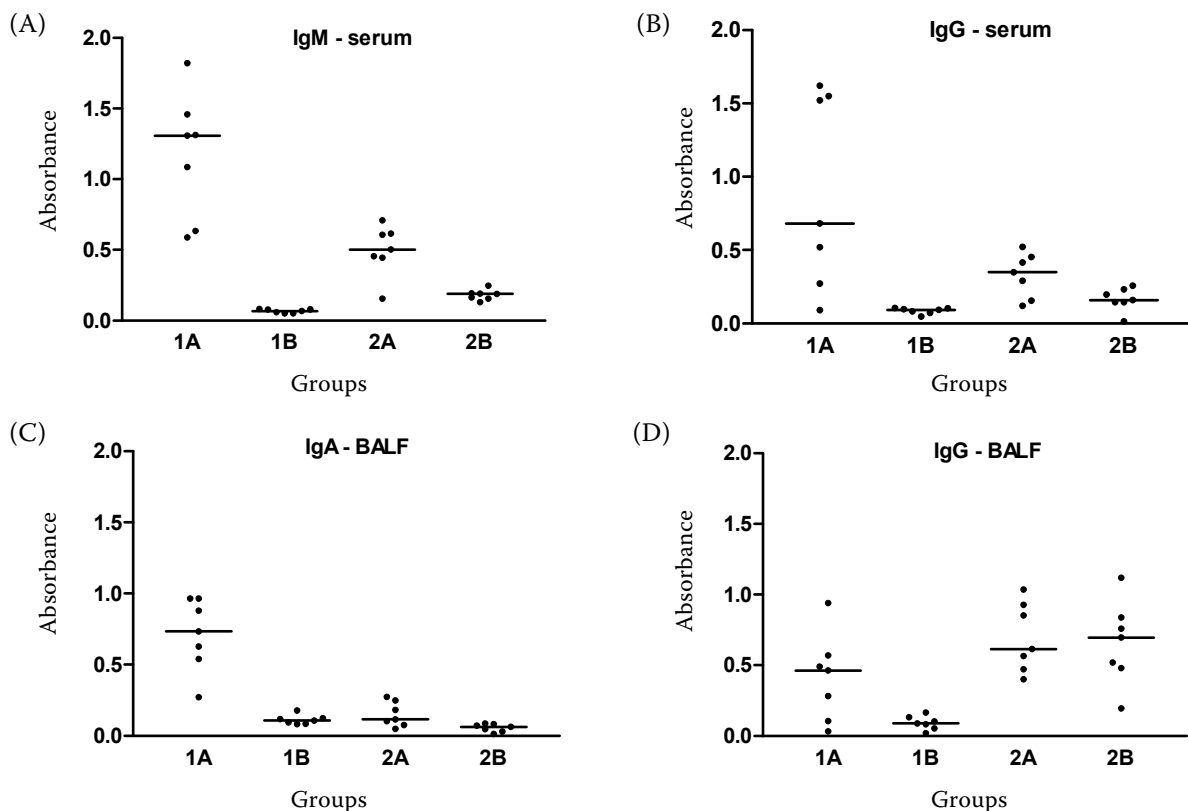 (A)
IgM - serum
2.0
1.5
1.0
0.5
0.0
Absorbance
1A 1B 2A 2B
Groups
(B)
IgG - serum
2.0
1.5
1.0
0.5
0.0
Absorbance
1A 1B 2A 2B
Groups
(C)
IgA - BALF
2.0
1.5
1.0
0.5
0.0
Absorbance
1A 1B 2A 2B
Groups
(D)
IgG - BALF
2.0
1.5
1.0
0.5
0.0
Absorbance
1A 1B 2A 2B
Groups